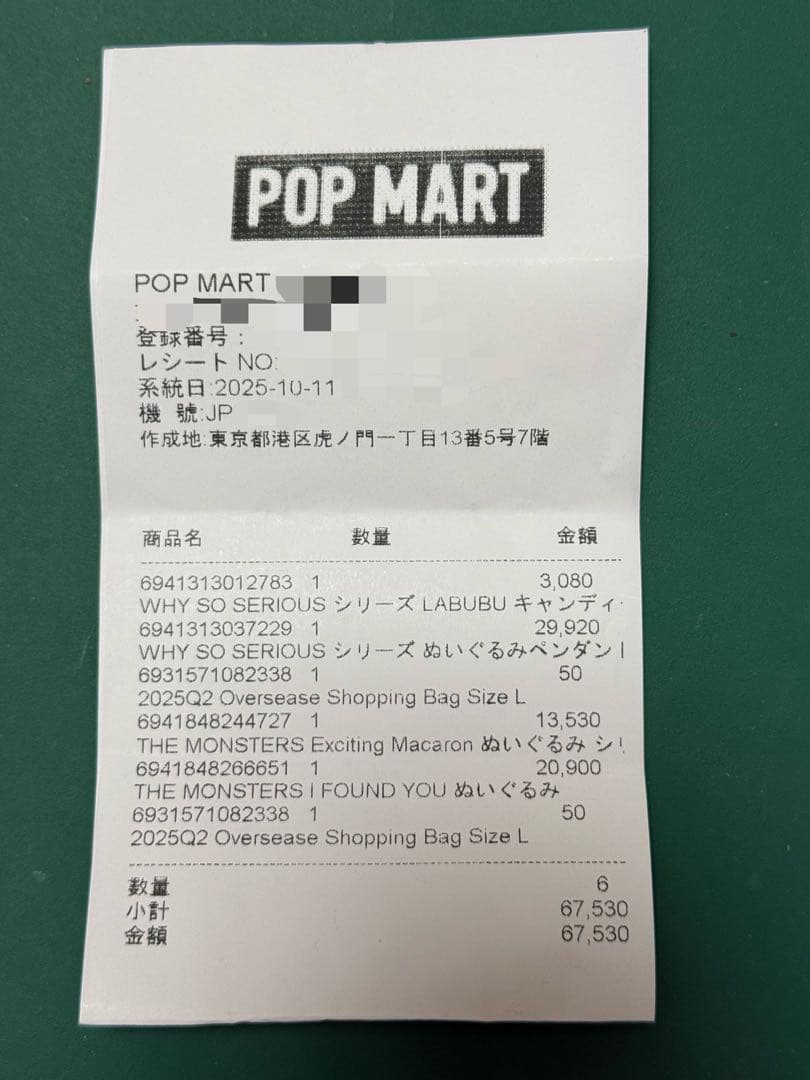 POP MART
POP MART
登録番号:
レシート NO:
系統日:2025-10-11
機 號:JP
作成地:東京都港区虎ノ門一丁目13番5号7階
商品名 数量 金額
6941313012783 1 3,080
WHY SO SERIOUS シリーズ LABUBU キャンディ
6941313037229 1 29,920
WHY SO SERIOUS シリーズ ぬいぐるみペンダン
6931571082338 1 50
2025Q2 Oversease Shopping Bag Size L
6941848244727 1 13,530
THE MONSTERS Exciting Macaron ぬいぐるみ シ
6941848266651 1 20,900
THE MONSTERS I FOUND YOU ぬいぐるみ
6931571082338 1 50
2025Q2 Oversease Shopping Bag Size L
数量 6
小計 67,530
金額 67,530